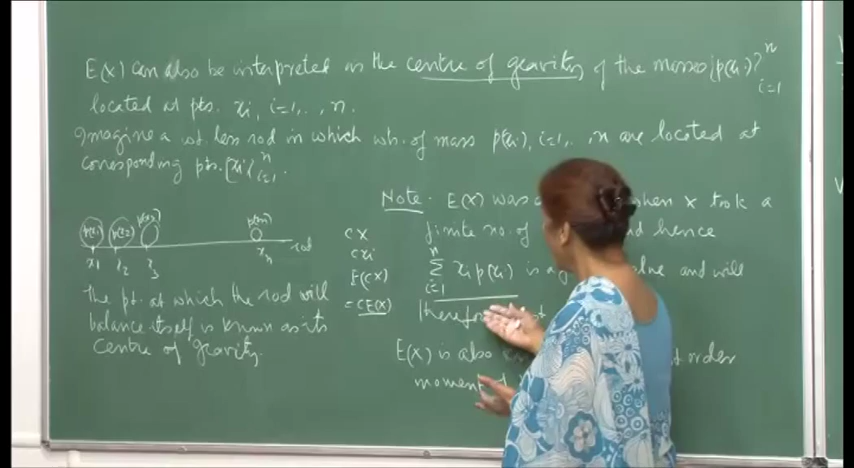 E(X) can also be interpreted as the centre of gravity of the masses {p(xi)}ⁿ i=1
located at pts. xi, i=1,..,n.
Imagine a wt. less rod in which wh. of mass p(xi), i=1,..,n are located at
corresponding pts. {xi}ⁿ i=1.
p(x1) p(x2) p(x3) p(xn)
rod
x1 x2 x3 xn
The pt. at which the rod will
balance itself is known as its
centre of gravity.
cX
cxi
E(cX)
= cE(X)
Note. E(X) was when X took a
finite no. of and hence
n Σ i=1 xi p(xi) is a and will
therefore
E(X) is also order
moment